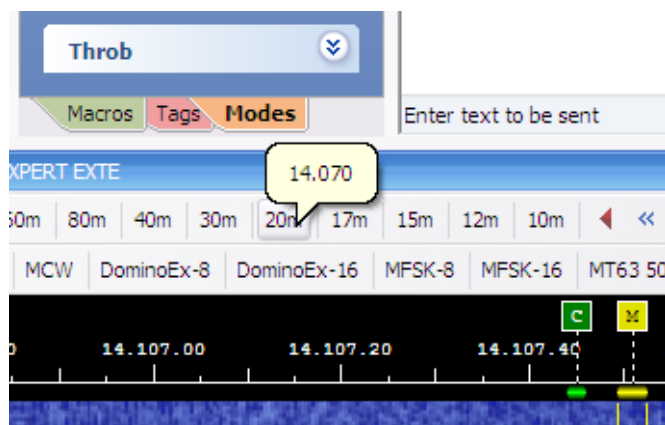 Throb
Macros Tags Modes
Enter text to be sent
XPERT EXTE
14.070
80m 40m 30m 20m 17m 15m 12m 10m
MCW DominoEx-8 DominoEx-16 MFSK-8 MFSK-16 MT63 50
C M
14.107.00 14.107.20 14.107.40